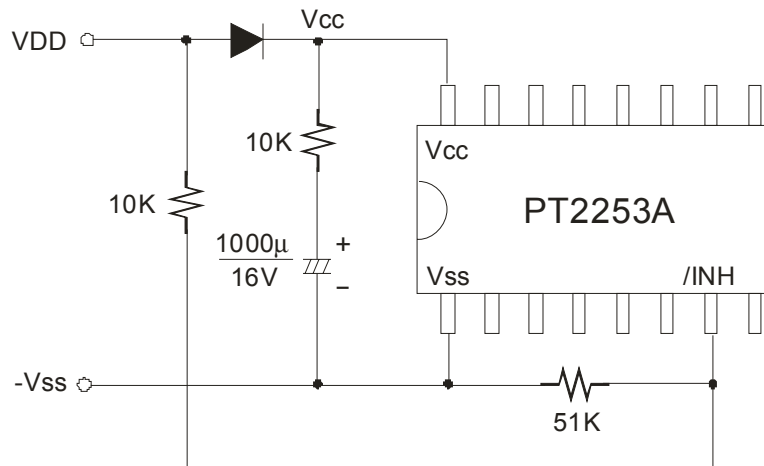 Vcc
VDD
10K
Vcc
10K
PT2253A
1000µ
16V
+
–
Vss
/INH
-Vss
51K